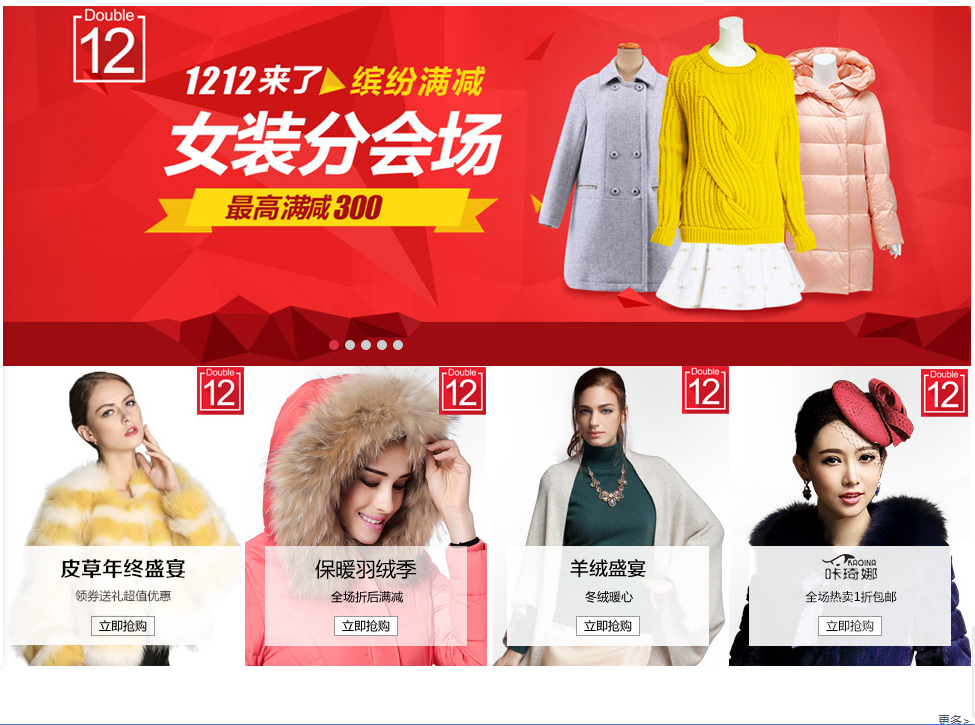 Double
12
1212来了 缤纷满减
女装分会场
最高满减300
Double
12
Double
12
Double
12
Double
12
皮草年终盛宴
领券送礼超值优惠
立即抢购
保暖羽绒季
全场折后满减
立即抢购
羊绒盛宴
冬绒暖心
立即抢购
KAQINA
咔琦娜
全场热卖1折包邮
立即抢购
更多>